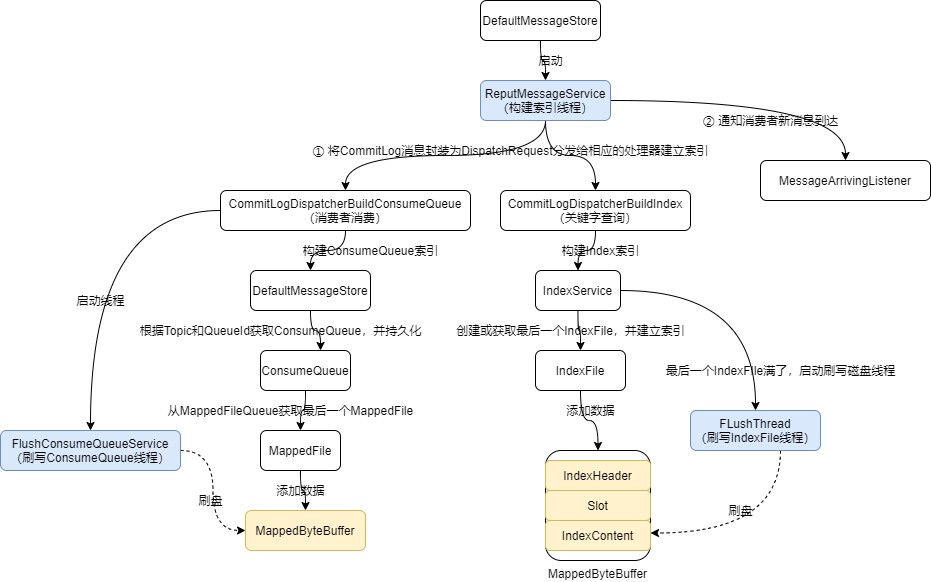 DefaultMessageStore
启动
ReputMessageService
（构建索引线程）
② 通知消费者新消息到达
① 将CommitLog消息封装为DispatchRequest分发给相应的处理器建立索引
MessageArrivingListener
CommitLogDispatcherBuildConsumeQueue
（消费者消费）
CommitLogDispatcherBuildIndex
（关键字查询）
构建ConsumeQueue索引
构建Index索引
DefaultMessageStore
IndexService
启动线程
根据Topic和QueueId获取ConsumeQueue，并持久化
创建或获取最后一个IndexFile，并建立索引
ConsumeQueue
IndexFile
最后一个IndexFile满了，启动刷写磁盘线程
从MappedFileQueue获取最后一个MappedFile
添加数据
FlushConsumeQueueService
（刷写ConsumeQueue线程）
MappedFile
FLushThread
（刷写IndexFile线程）
IndexHeader
添加数据
刷盘
Slot
刷盘
MappedByteBuffer
IndexContent
MappedByteBuffer